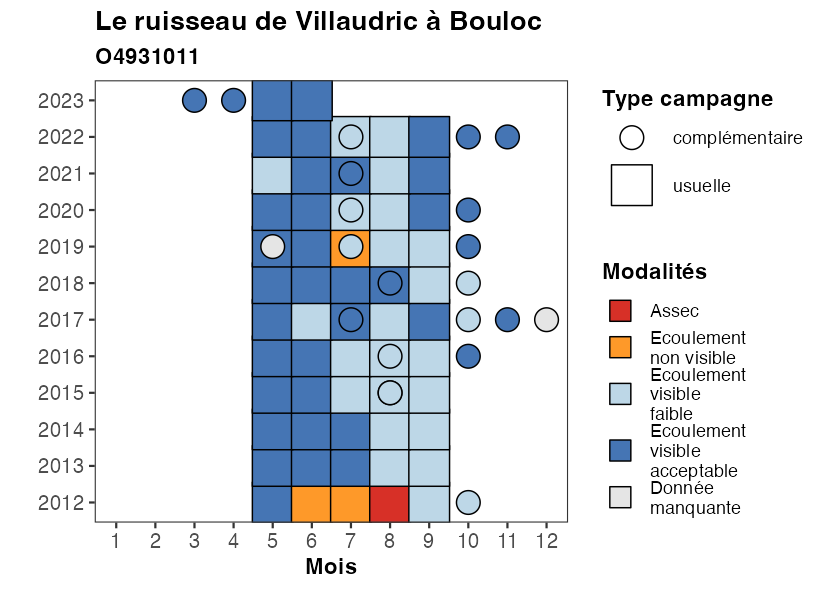 Le ruisseau de Villaudric à Bouloc
O4931011
2023
2022
2021
2020
2019
2018
2017
2016
2015
2014
2013
2012
1 2 3 4 5 6 7 8 9 10 11 12
Mois
Type campagne
complémentaire
usuelle
Modalités
Assec
Ecoulement
non visible
Ecoulement
visible
faible
Ecoulement
visible
acceptable
Donnée
manquante